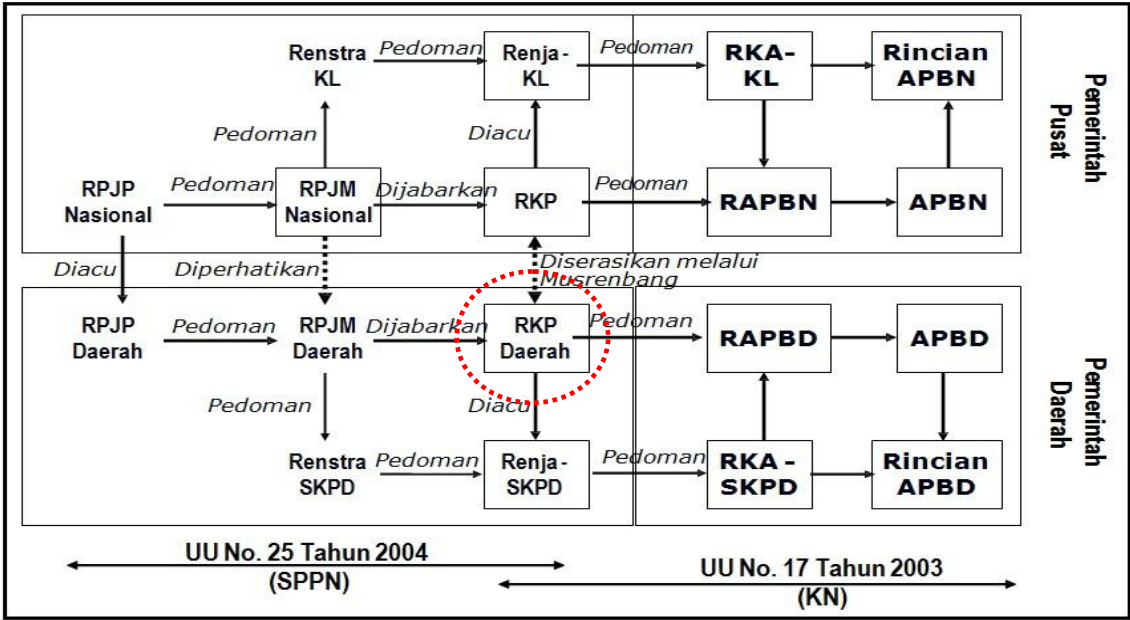 Renstra
KL
Pedoman
Renja -
KL
Pedoman
RKA-
KL
Rincian
APBN
Pedoman
Diacu
RPJP
Nasional
Pedoman
RPJM
Nasional
Dijabarkan
RKP
Pedoman
RAPBN
APBN
Pemerintah
Pusat
Diacu
Diperhatikan
Diserasikan melalui
Musrenbang
RPJP
Daerah
Pedoman
RPJM
Daerah
Dijabarkan
RKP
Daerah
Pedoman
RAPBD
APBD
Pedoman
Diacu
Renstra
SKPD
Pedoman
Renja -
SKPD
Pedoman
RKA -
SKPD
Rincian
APBD
Pemerintah
Daerah
UU No. 25 Tahun 2004
(SPPN)
UU No. 17 Tahun 2003
(KN)